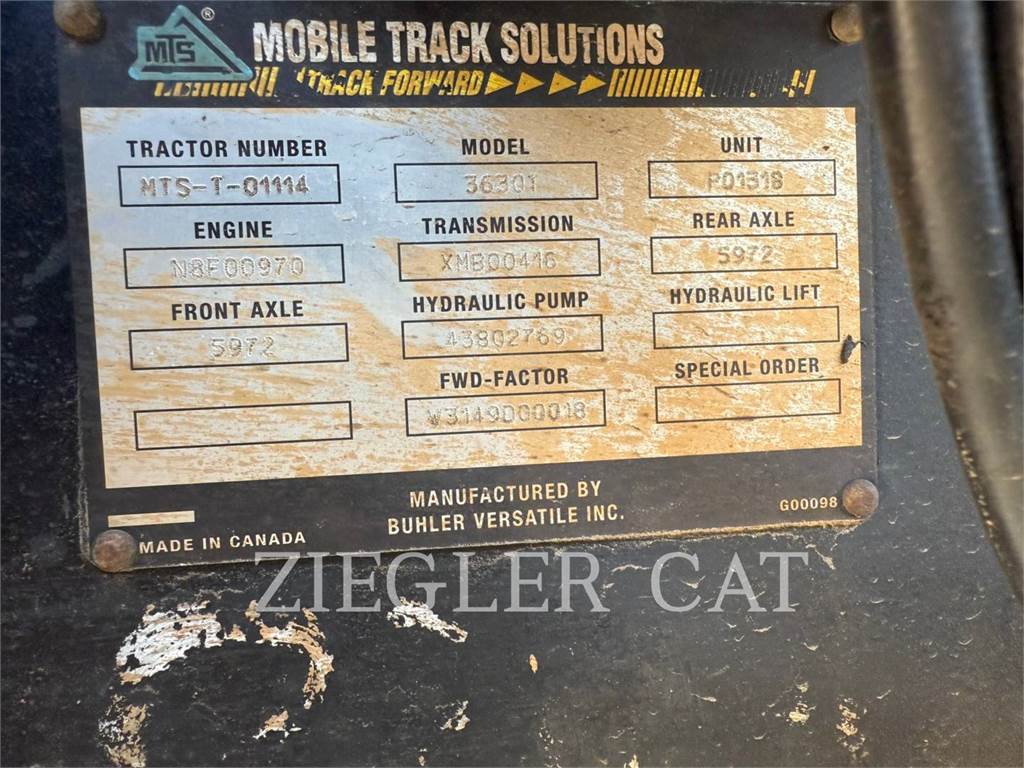 MTS ® MOBILE TRACK SOLUTIONS
TRACK FORWARD
TRACTOR NUMBER MODEL UNIT
MTS-T-01114 36301 P01518
ENGINE TRANSMISSION REAR AXLE
N8F00970 XMB00416 5972
FRONT AXLE HYDRAULIC PUMP HYDRAULIC LIFT
5972 43802769
FWD-FACTOR SPECIAL ORDER
W3149D00018
MANUFACTURED BY
BUHLER VERSATILE INC.
G00098
MADE IN CANADA
ZIEGLER CAT